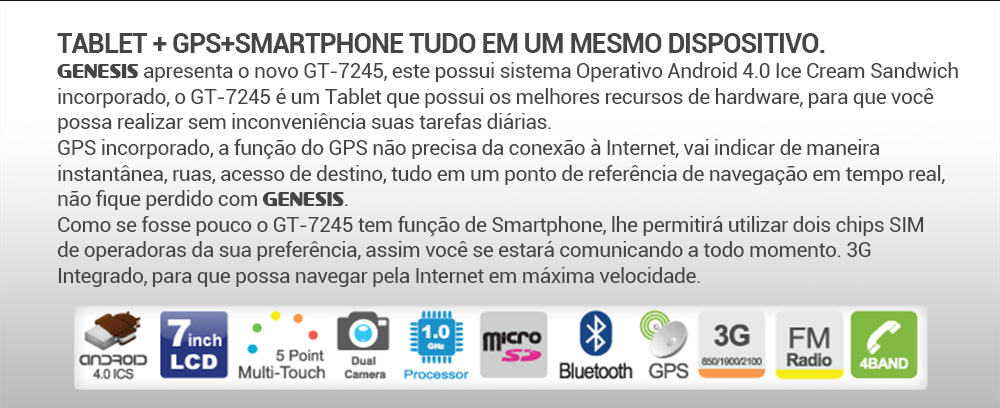 TABLET + GPS+SMARTPHONE TUDO EM UM MESMO DISPOSITIVO.
GENESIS apresenta o novo GT-7245, este possui sistema Operativo Android 4.0 Ice Cream Sandwich
incorporado, o GT-7245 é um Tablet que possui os melhores recursos de hardware, para que você
possa realizar sem inconveniência suas tarefas diárias.
GPS incorporado, a função do GPS não precisa da conexão à Internet, vai indicar de maneira
instantânea, ruas, acesso de destino, tudo em um ponto de referência de navegação em tempo real,
não fique perdido com GENESIS.
Como se fosse pouco o GT-7245 tem função de Smartphone, lhe permitirá utilizar dois chips SIM
de operadoras da sua preferência, assim você se estará comunicando a todo momento. 3G
Integrado, para que possa navegar pela Internet em máxima velocidade.
ANDROID
4.0 ICS
7inch
LCD
5 Point
Multi-Touch
Dual
Camera
1.0
GHz
Processor
micro
SD
Bluetooth
GPS
3G
850/1900/2100
FM
Radio
4BAND